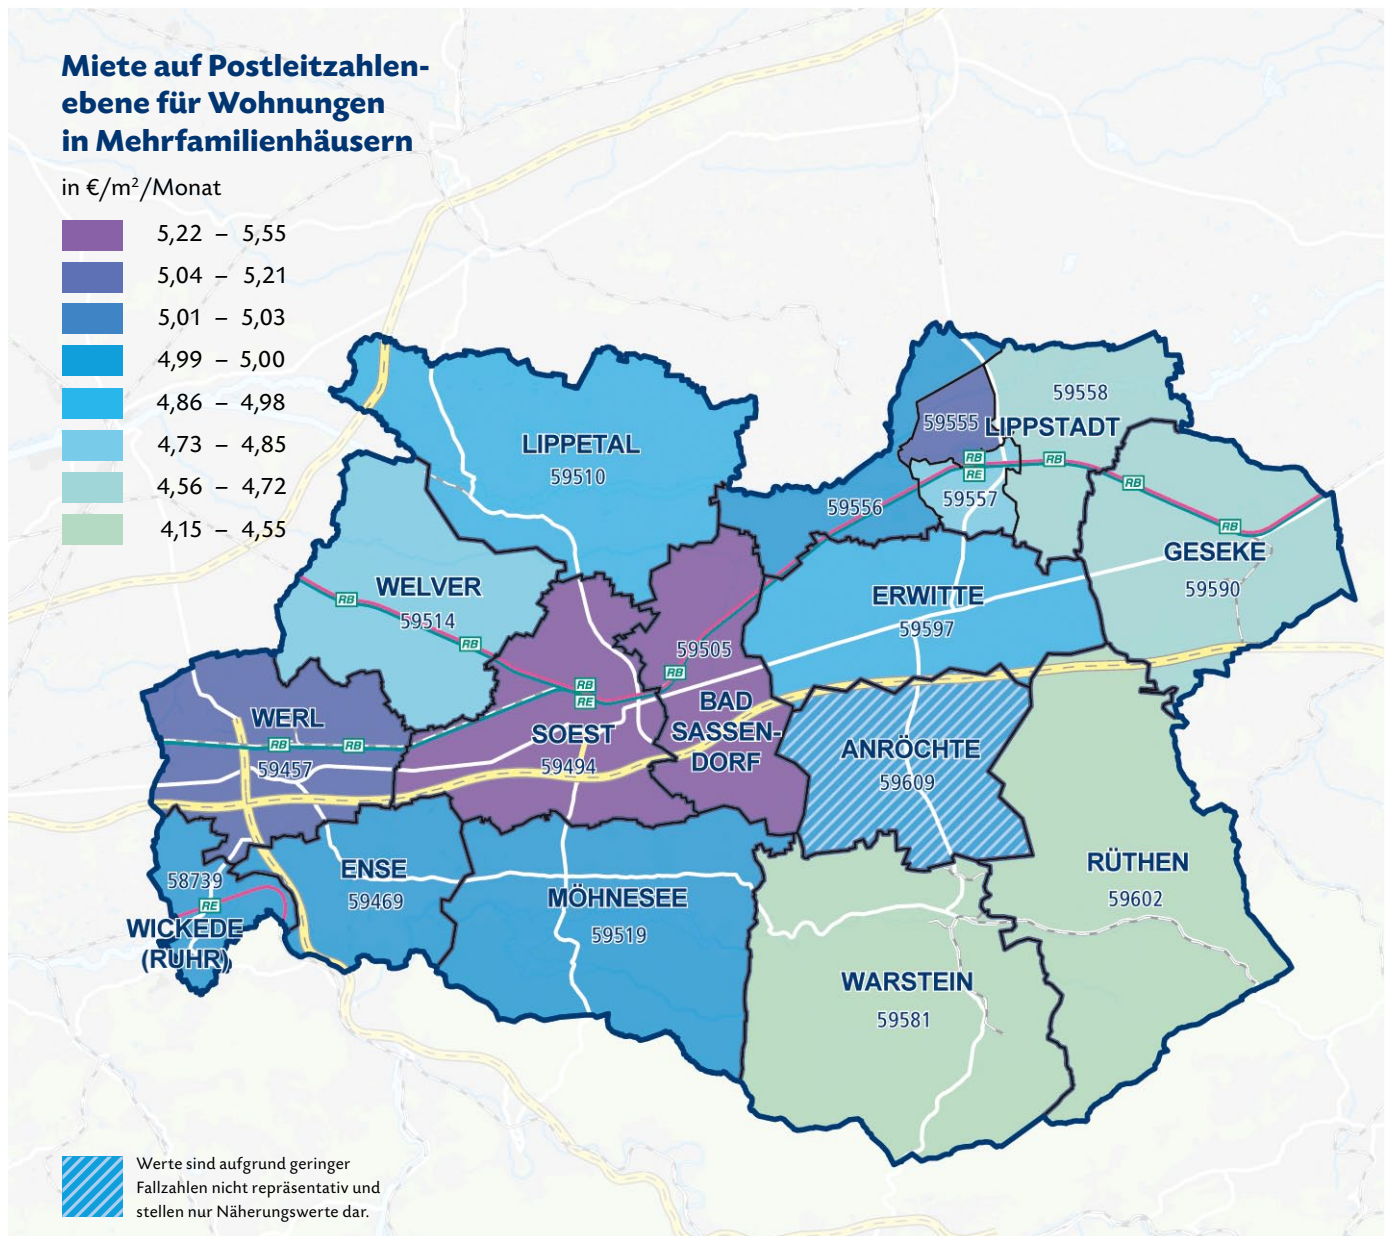 Miete auf Postleitzahlen-
ebene für Wohnungen
in Mehrfamilienhäusern
in €/m²/Monat
5,22 – 5,55
5,04 – 5,21
5,01 – 5,03
4,99 – 5,00
4,86 – 4,98
4,73 – 4,85
4,56 – 4,72
4,15 – 4,55
LIPPETAL
59510
59558
59555
LIPPSTADT
RB
RE
RB
59557
59556
RB
RB
GESEKE
59590
WELVER
59514
RB
RB
ERWITTE
59597
59505
RB
BAD
SASSEN-
DORF
RB
RE
SOEST
59494
WERL
RB
RB
59457
ANRÖCHTE
59609
ENSE
59469
58739
RE
WICKEDE
(RUHR)
MÖHNESEE
59519
RÜTHEN
59602
WARSTEIN
59581
Werte sind aufgrund geringer
Fallzahlen nicht repräsentativ und
stellen nur Näherungswerte dar.